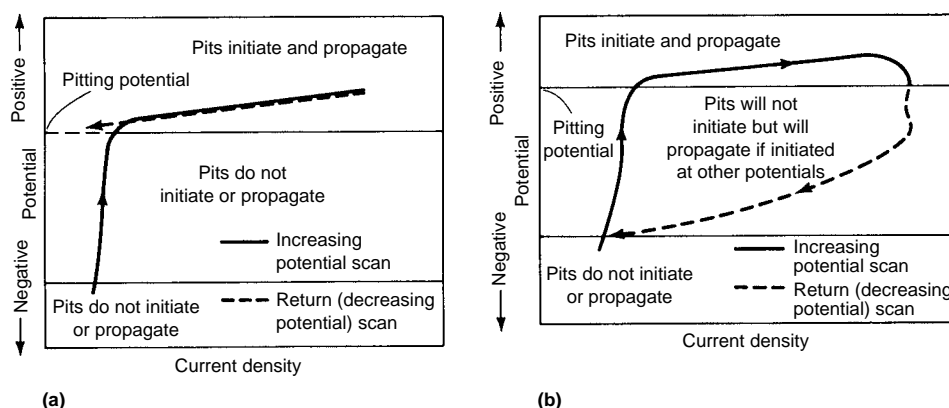 Positive
Potential
Negative
Pits initiate and propagate
Pitting potential
Pits do not
initiate or propagate
Increasing
potential scan
Pits do not initiate
or propagate
Return (decreasing
potential) scan
Current density
(a)
Positive
Potential
Negative
Pits initiate and propagate
Pitting
potential
Pits will not
initiate but will
propagate if initiated
at other potentials
Increasing
potential scan
Pits do not initiate
or propagate
Return (decreasing
potential) scan
Current density
(b)